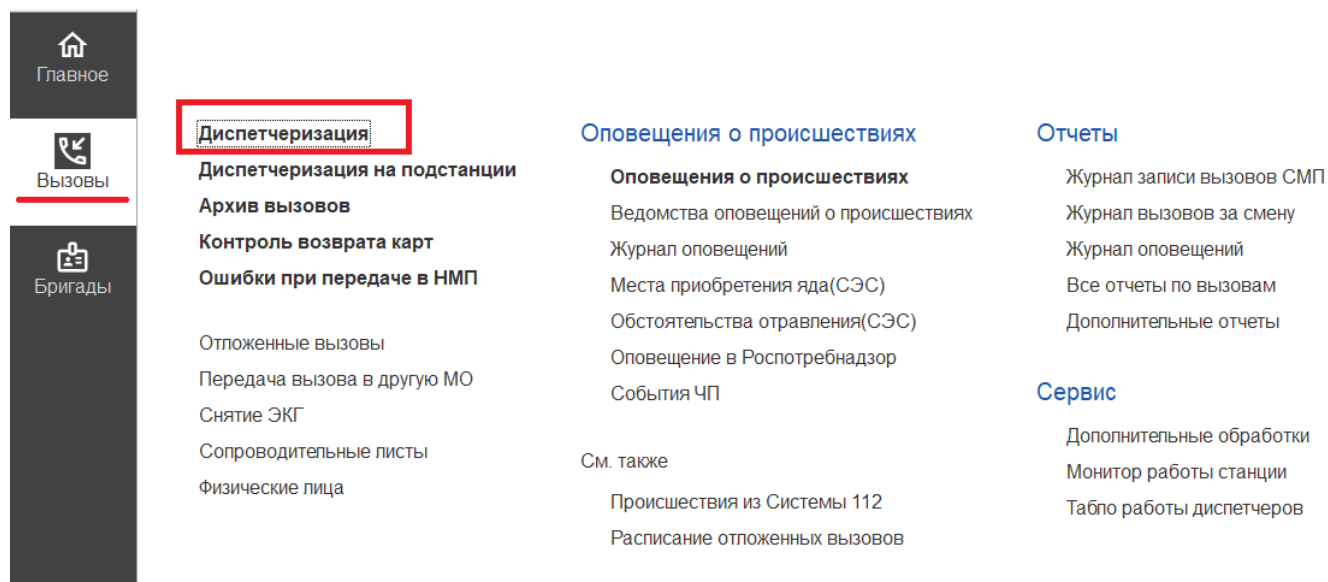 Главное
Вызовы
Бригады
Диспетчеризация
Диспетчеризация на подстанции
Архив вызовов
Контроль возврата карт
Ошибки при передаче в НМП
Отложенные вызовы
Передача вызова в другую МО
Снятие ЭКГ
Сопроводительные листы
Физические лица
Оповещения о происшествиях
Оповещения о происшествиях
Ведомства оповещений о происшествиях
Журнал оповещений
Места приобретения яда(СЭС)
Обстоятельства отравления(СЭС)
Оповещение в Роспотребнадзор
События ЧП
См. также
Происшествия из Системы 112
Расписание отложенных вызовов
Отчеты
Журнал записи вызовов СМП
Журнал вызовов за смену
Журнал оповещений
Все отчеты по вызовам
Дополнительные отчеты
Сервис
Дополнительные обработки
Монитор работы станции
Табло работы диспетчеров